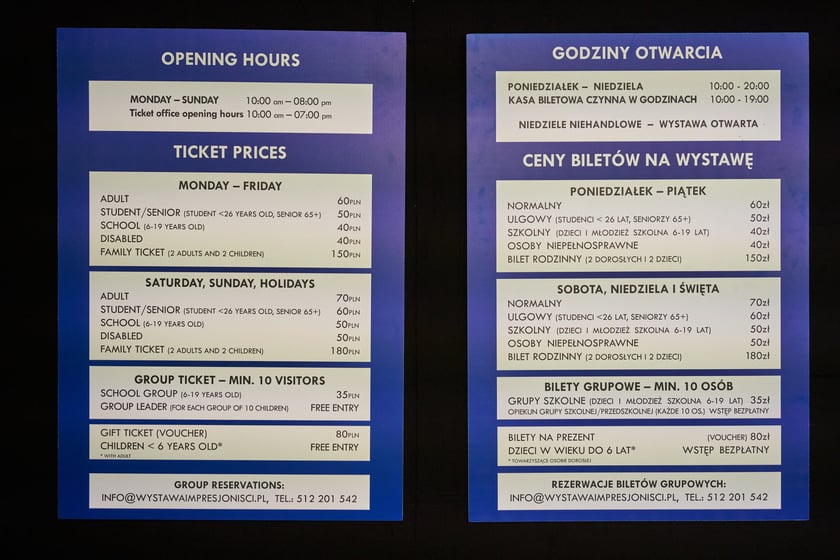 OPENING HOURS
MONDAY – SUNDAY 10:00 am – 08:00 pm
Ticket office opening hours 10:00 am – 07:00 pm
TICKET PRICES
MONDAY – FRIDAY
ADULT 60PLN
STUDENT/SENIOR (STUDENT <26 YEARS OLD, SENIOR 65+) 50PLN
SCHOOL (6-19 YEARS OLD) 40PLN
DISABLED 40PLN
FAMILY TICKET (2 ADULTS AND 2 CHILDREN) 150PLN
SATURDAY, SUNDAY, HOLIDAYS
ADULT 70PLN
STUDENT/SENIOR (STUDENT <26 YEARS OLD, SENIOR 65+) 60PLN
SCHOOL (6-19 YEARS OLD) 50PLN
DISABLED 50PLN
FAMILY TICKET (2 ADULTS AND 2 CHILDREN) 180PLN
GROUP TICKET – MIN. 10 VISITORS
SCHOOL GROUP (6-19 YEARS OLD) 35PLN
GROUP LEADER (FOR EACH GROUP OF 10 CHILDREN) FREE ENTRY
GIFT TICKET (VOUCHER) 80PLN
CHILDREN < 6 YEARS OLD* FREE ENTRY
* WITH ADULT
GROUP RESERVATIONS:
INFO@WYSTAWAIMPRESJONISCI.PL, TEL.: 512 201 542
GODZINY OTWARCIA
PONIEDZIAŁEK – NIEDZIELA 10:00 - 20:00
KASA BILETOWA CZYNNA W GODZINACH 10:00 - 19:00
NIEDZIELE NIEHANDLOWE – WYSTAWA OTWARTA
CENY BILETÓW NA WYSTAWĘ
PONIEDZIAŁEK – PIĄTEK
NORMALNY 60zł
ULGOWY (STUDENCI < 26 LAT, SENIORZY 65+) 50zł
SZKOLNY (DZIECI I MŁODZIEŻ SZKOLNA 6-19 LAT) 40zł
OSOBY NIEPEŁNOSPRAWNE 40zł
BILET RODZINNY (2 DOROSŁYCH I 2 DZIECI) 150zł
SOBOTA, NIEDZIELA I ŚWIĘTA
NORMALNY 70zł
ULGOWY (STUDENCI <26 LAT, SENIORZY 65+) 60zł
SZKOLNY (DZIECI I MŁODZIEŻ SZKOLNA 6-19 LAT) 50zł
OSOBY NIEPEŁNOSPRAWNE 50zł
BILET RODZINNY (2 DOROSŁYCH I 2 DZIECI) 180zł
BILETY GRUPOWE – MIN. 10 OSÓB
GRUPY SZKOLNE (DZIECI I MŁODZIEŻ SZKOLNA 6-19 LAT) 35zł
OPIEKUN GRUPY SZKOLNEJ/PRZEDSZKOLNEJ (KAŻDE 10 OS.) WSTĘP BEZPŁATNY
BILETY NA PREZENT (VOUCHER) 80zł
DZIECI W WIEKU DO 6 LAT* WSTĘP BEZPŁATNY
* TOWARZYSZĄCE OSOBIE DOROSŁEJ
REZERWACJE BILETÓW GRUPOWYCH:
INFO@WYSTAWAIMPRESJONISCI.PL, TEL.: 512 201 542